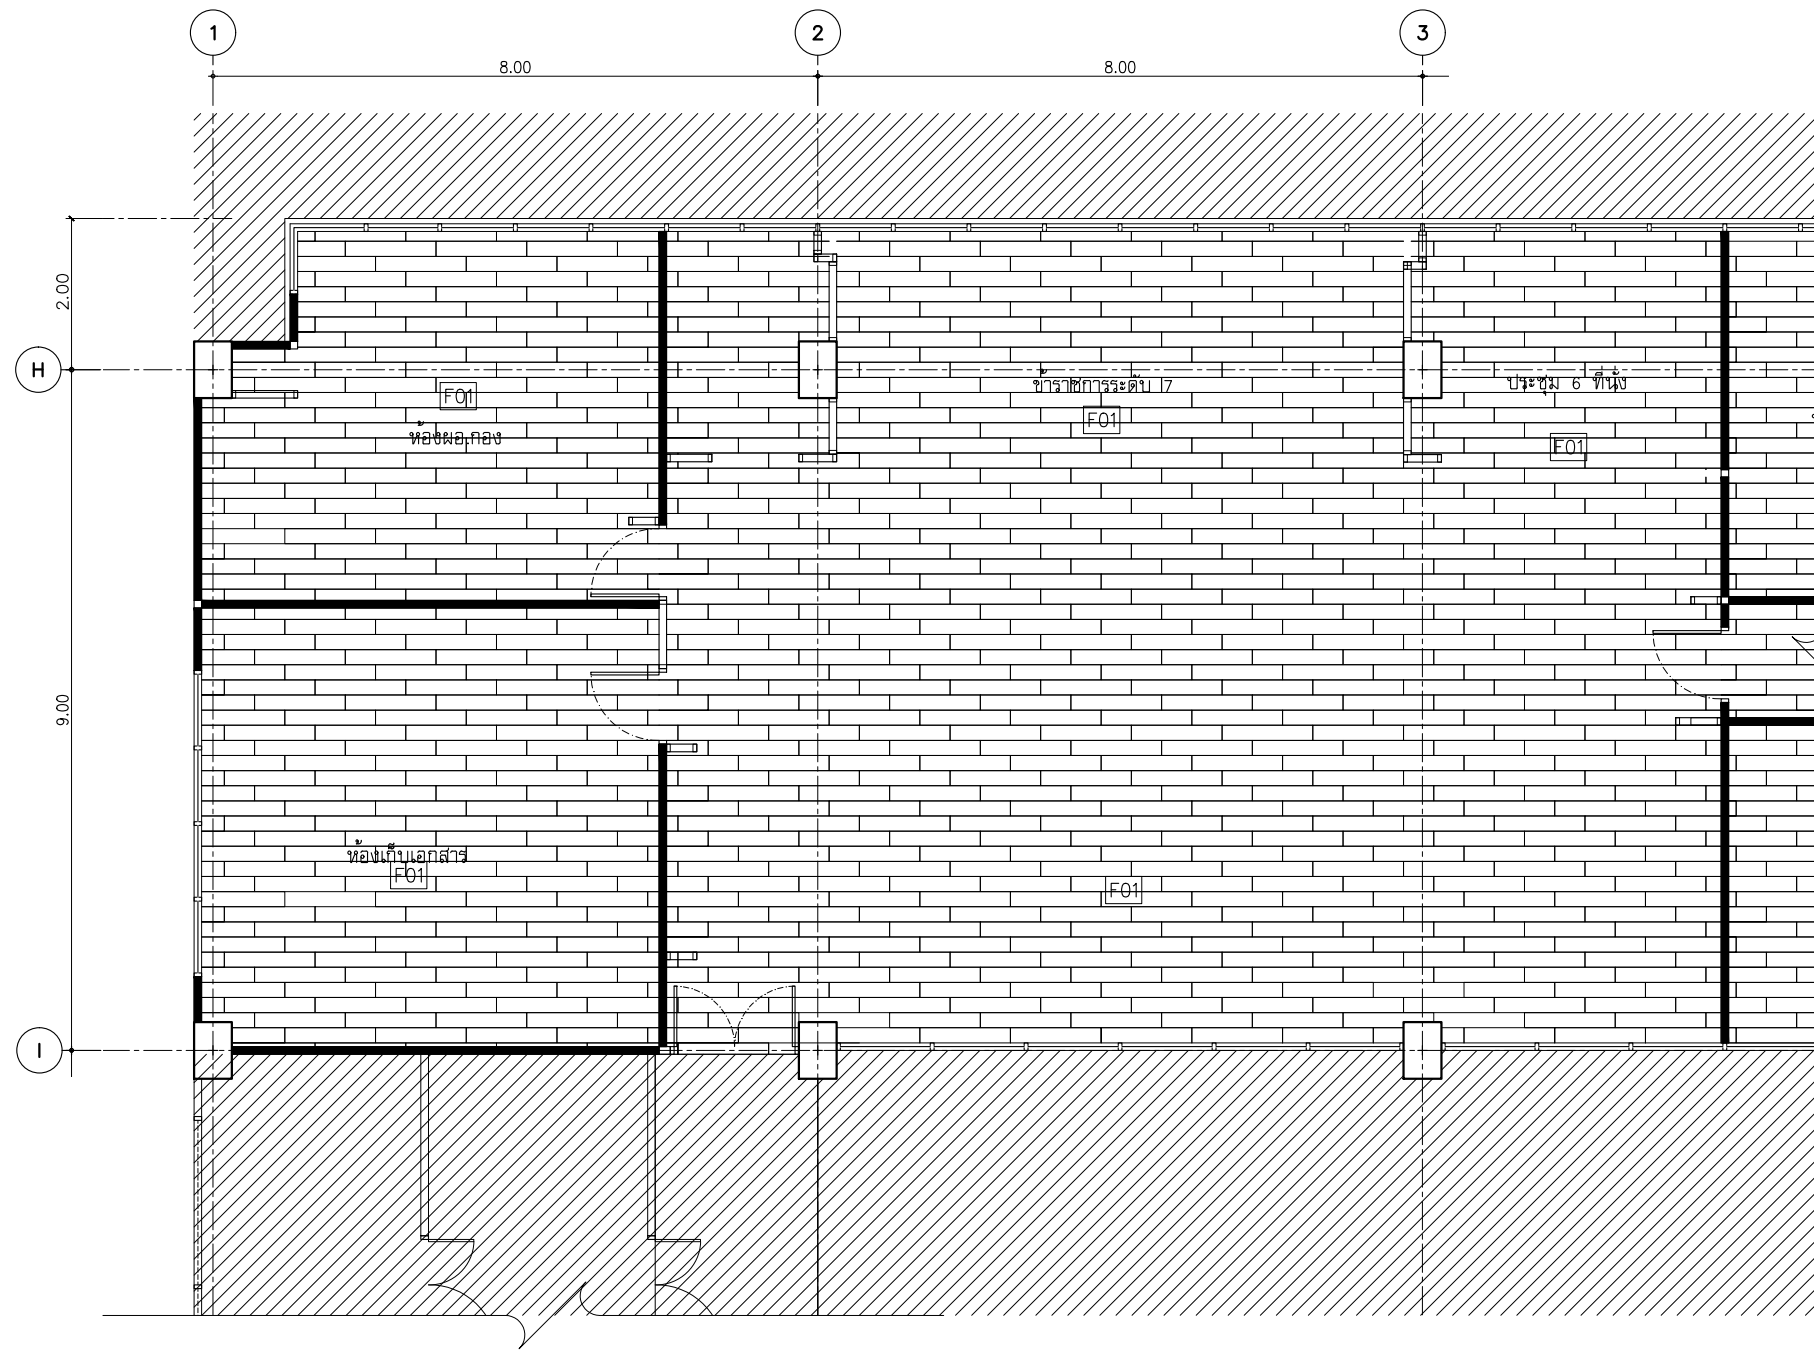 1 2 3
8.00 8.00
2.00
H
F01
ห้องผอ.กอง
ข้าราชการระดับ 7
F01
ประชุม 6 ที่นั่ง
F01
9.00
ห้องเก็บเอกสาร
F01
F01
I